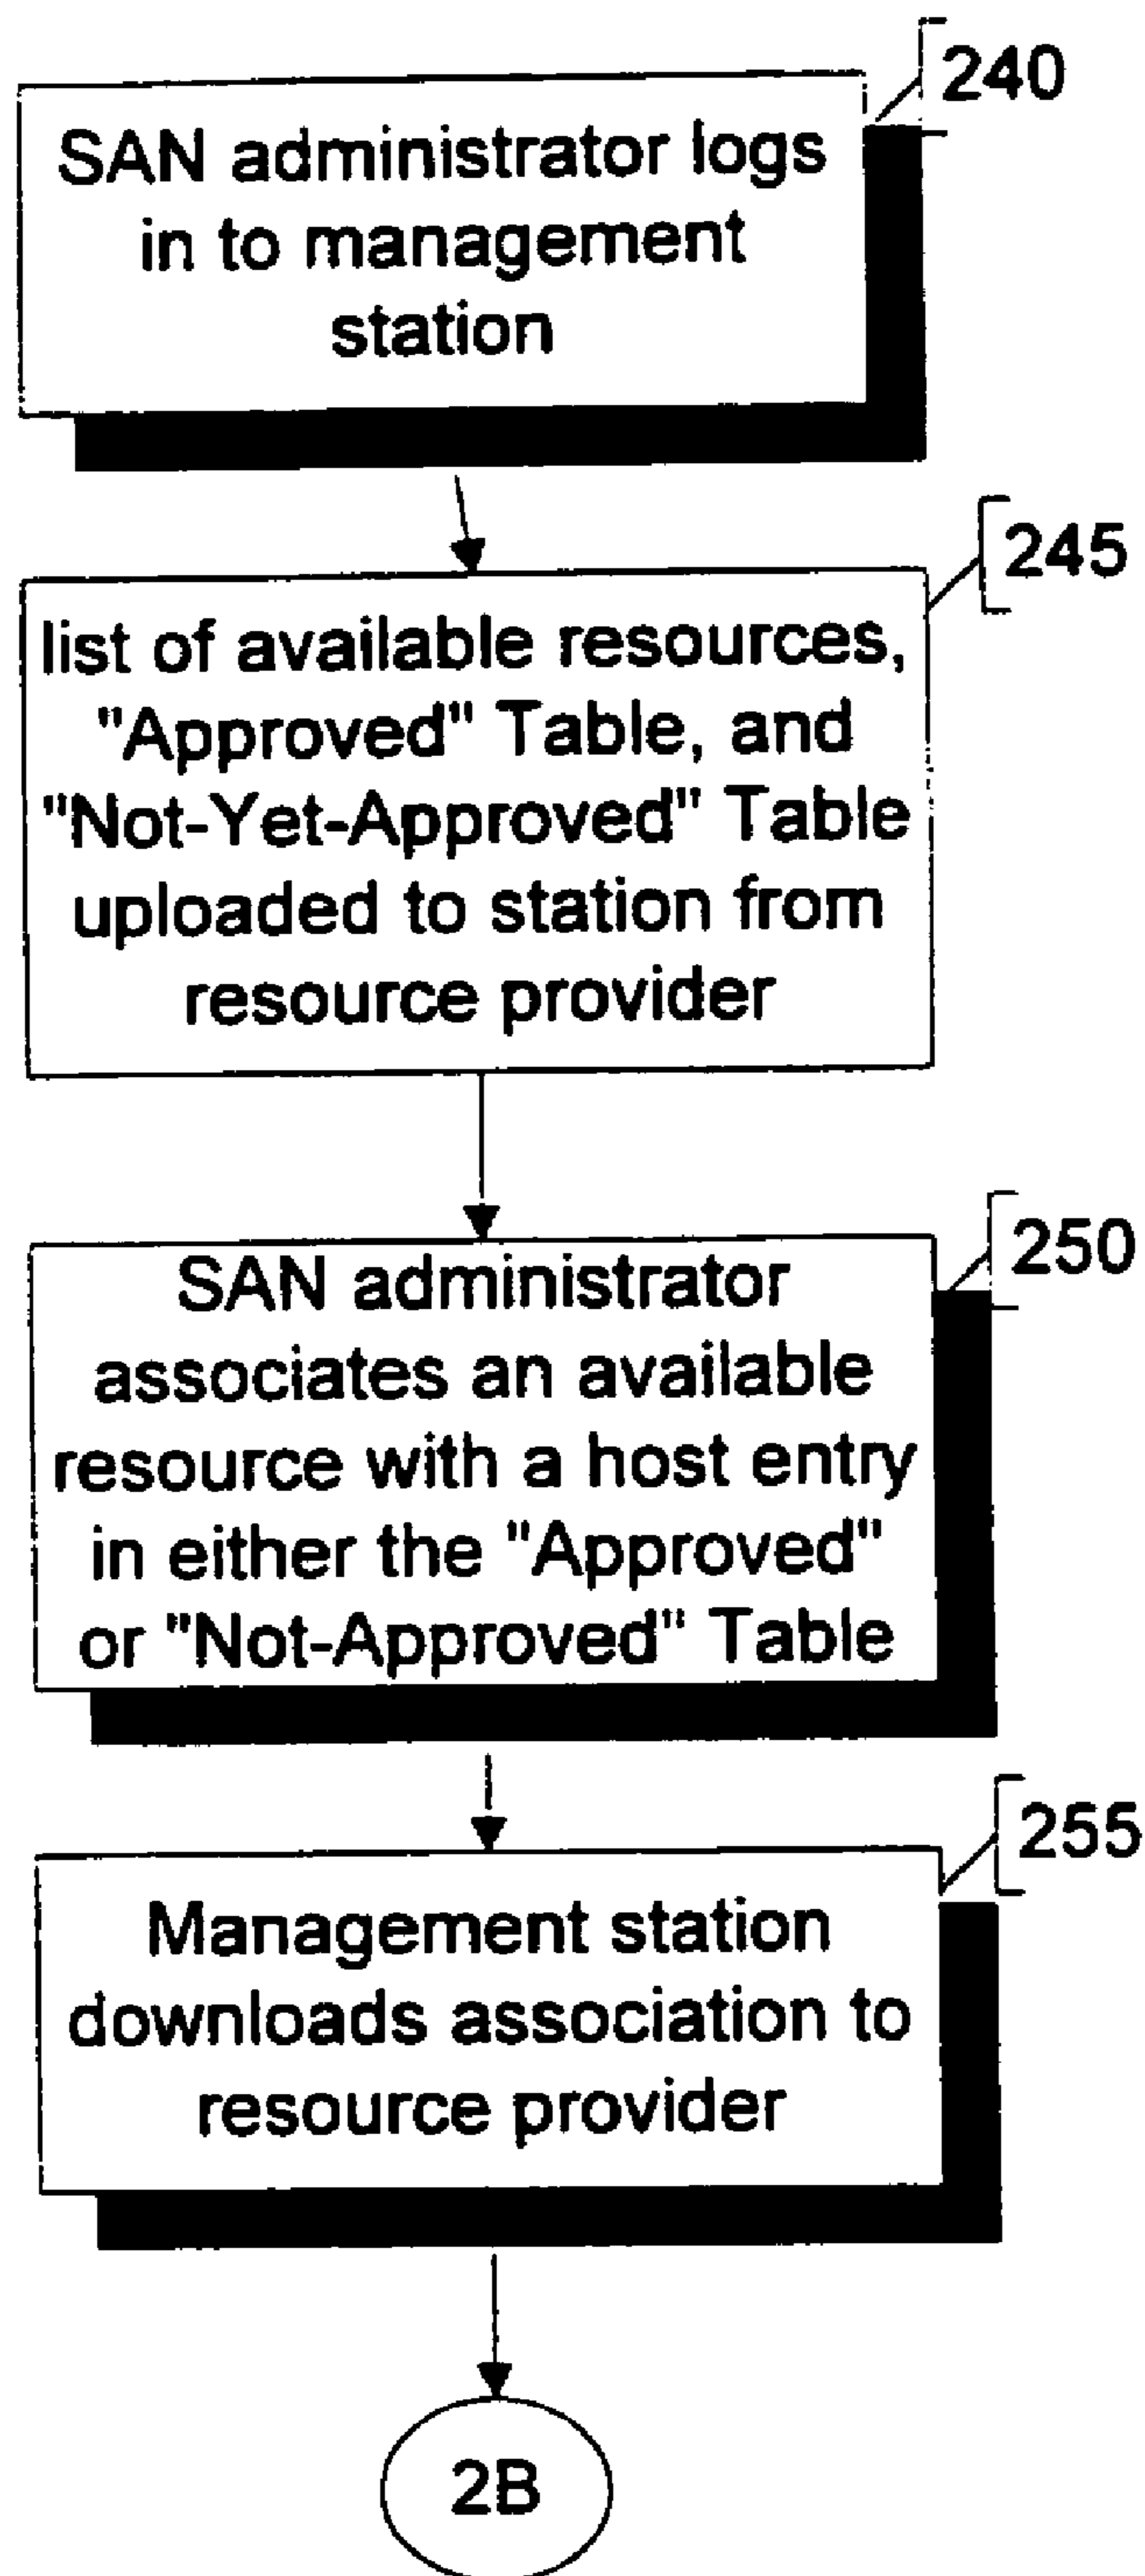 240
SAN administrator logs
in to management
station
245
list of available resources,
"Approved" Table, and
"Not-Yet-Approved" Table
uploaded to station from
resource provider
250
SAN administrator
associates an available
resource with a host entry
in either the "Approved"
or "Not-Approved" Table
255
Management station
downloads association to
resource provider
2B